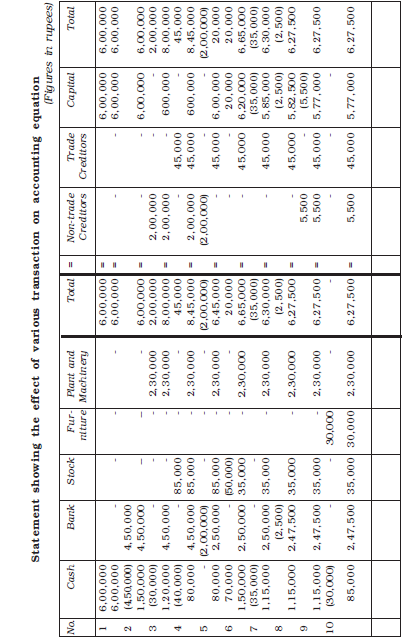 Statement showing the effect of various transaction on accounting equation
(Figures in rupees)
No. Cash Bank Stock Fur- Plant and Total = Non-trade Trade Capital Total
niture Machinery Creditors Creditors
1 6,00,000 6,00,000 = 6,00,000 6,00,000
6,00,000 - - - 6,00,000 = - - 6,00,000 6,00,000
2 (4,50,000) 4,50,000
1,50,000 4,50,000 – – - 6,00,000 = - - 6,00,000 6,00,000
3 (30,000) - - - 2,30,000 2,00,000 2,00,000 - - 2,00,000
1,20,000 4,50,000 - - 2,30,000 8,00,000 = 2,00,000 - 600,000 8,00,000
4 (40,000) - 85,000 - - 45,000 - 45,000 - 45,000
80,000 4,50,000 85,000 - 2,30,000 8,45,000 = 2,00,000 45,000 600,000 8,45,000
5 - (2,00,000) - - - (2,00,000) (2,00,000) - - (2,00,000)
80,000 2,50,000 85,000 - 2,30,000 6,45,000 = - 45,000 6,00,000 20,000
6 70,000 - (50,000) - - 20,000 - - 20,000 20,000
1,50,000 2,50,000 35,000 - 2,30,000 6,65,000 = - 45,000 6,20,000 6,65,000
7 (35,000) - (35,000) (35,000) (35,000)
1,15,000 2,50,000 35,000 - 2,30,000 6,30,000 = - 45,000 5,85,000 6,30,000
8 (2,500) (2,500) (2,500) (2,500)
1,15,000 2,47,500 35,000 - 2,30,000 6,27,500 = - 45,000 5,82,500 6,27,500
9 5,500 - (5,500)
1,15,000 2,47,500 35,000 - 2,30,000 6,27,500 = 5,500 45,000 5,77,000 6,27,500
10 (30,000) - - 30,000 - - - - - -
85,000 2,47,500 35,000 30,000 2,30,000 6,27,500 = 5,500 45,000 5,77,000 6,27,500